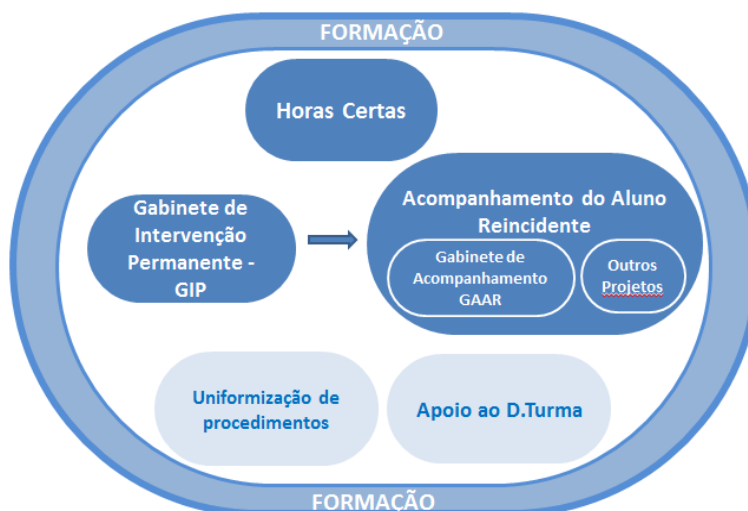 FORMAÇÃO
Horas Certas
Gabinete de
Intervenção
Permanente -
GIP
Acompanhamento do Aluno
Reincidente
Gabinete de
Acompanhamento
GAAR
Outros
Projetos
Uniformização de
procedimentos
Apoio ao D.Turma
FORMAÇÃO